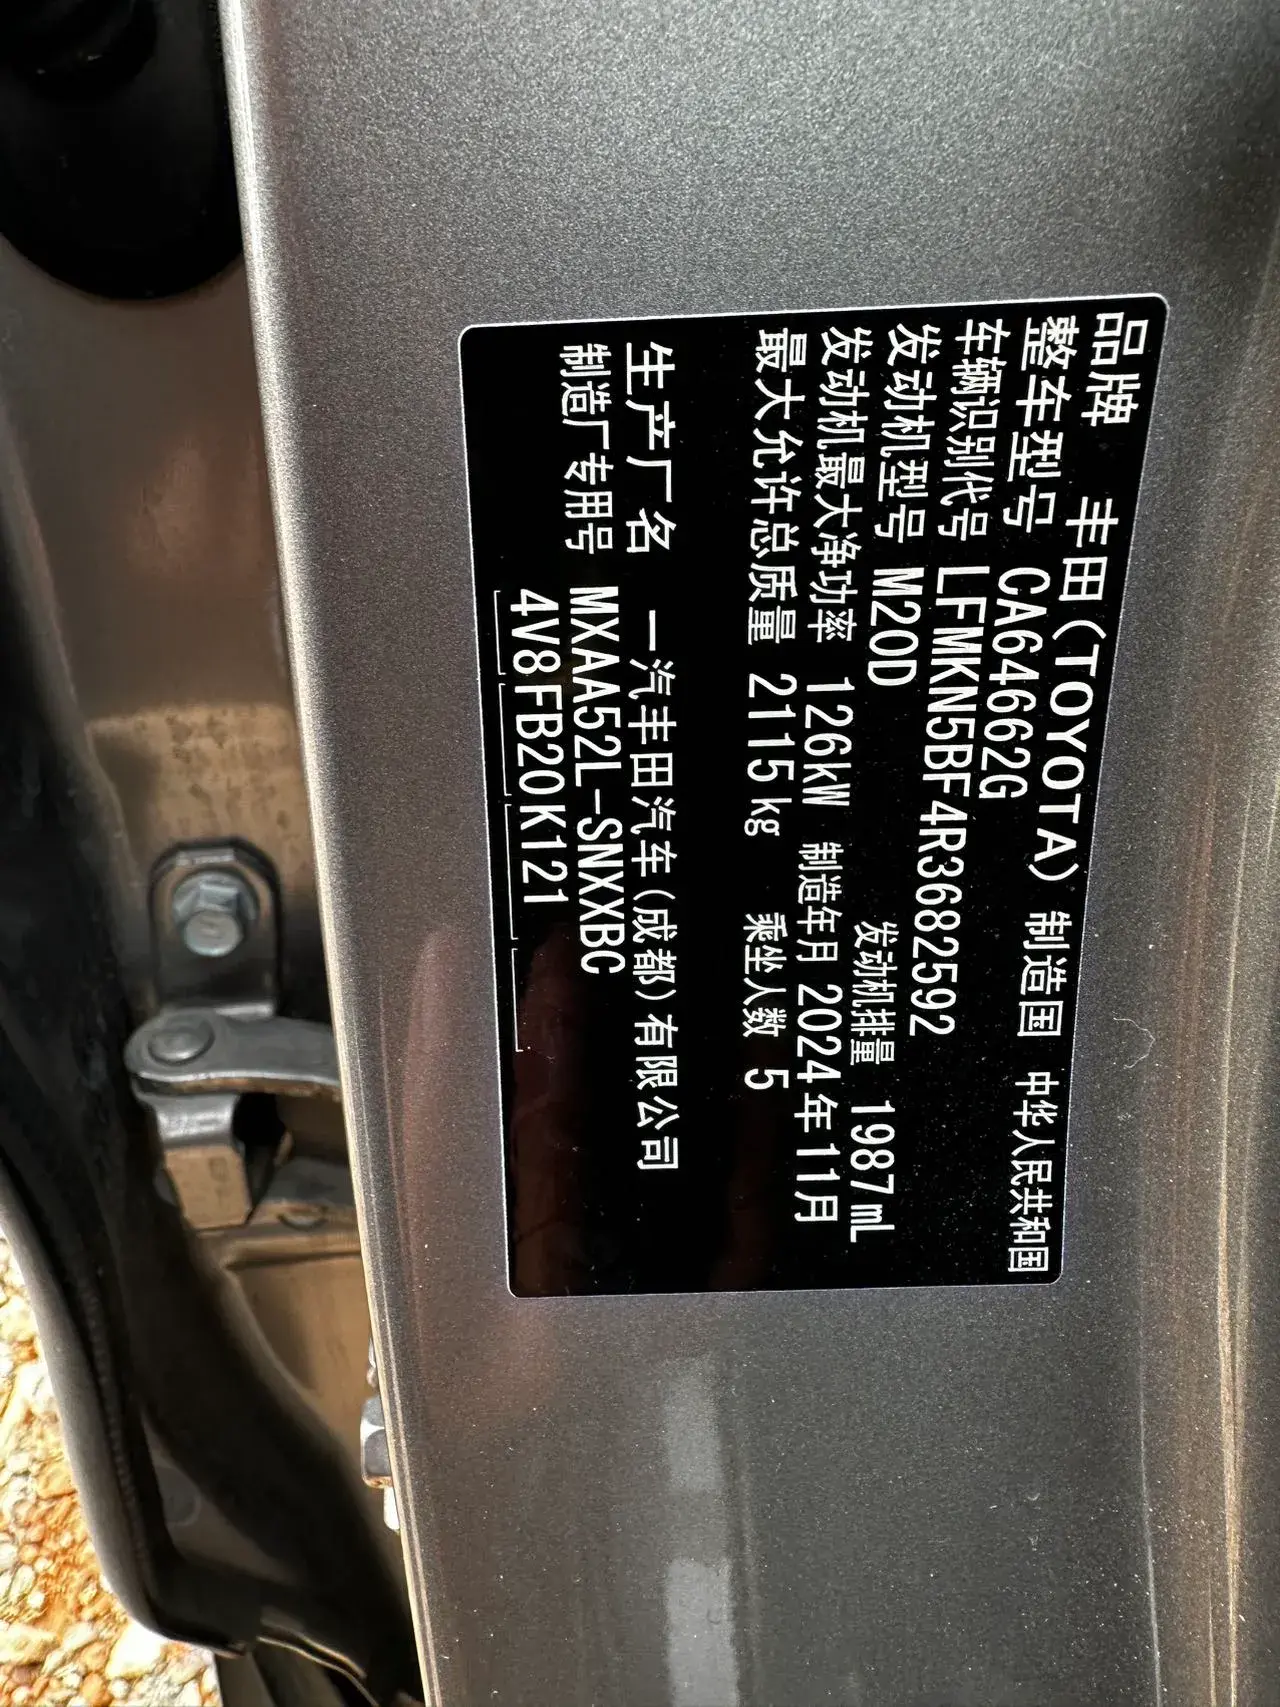 品牌 丰田(TOYOTA) 制造国 中华人民共和国
整车型号 CA64662G
车辆识别代号 LFMKN5BF4R3682592
发动机型号 M20D 发动机排量 1987mL
发动机最大净功率 126kW 制造年月 2024年11月
最大允许总质量 2115kg 乘坐人数 5
生产厂名 一汽丰田汽车(成都)有限公司
制造厂专用号 MXAA52L-SNXXBC
4V8FB20K121